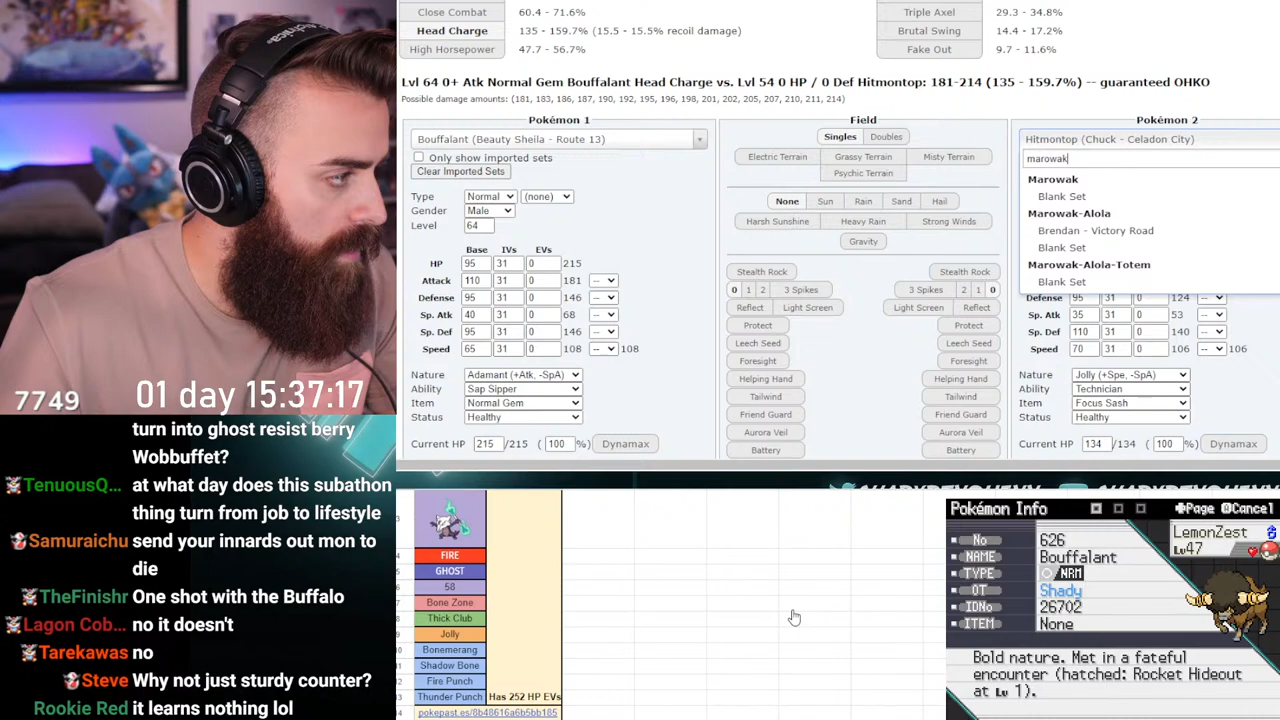 Close Combat 60.4 - 71.6%
Head Charge 135 - 159.7% (15.5 - 15.5% recoil damage)
High Horsepower 47.7 - 56.7%
Triple Axel 29.3 - 34.8%
Brutal Swing 14.4 - 17.2%
Fake Out 9.7 - 11.6%
Lvl 64 0+ Atk Normal Gem Bouffalant Head Charge vs. Lvl 54 0 HP / 0 Def Hitmontop: 181-214 (135 - 159.7%) -- guaranteed OHKO
Possible damage amounts: (181, 183, 186, 187, 190, 192, 195, 196, 198, 201, 202, 205, 207, 210, 211, 214)
Pokémon 1
Bouffalant (Beauty Sheila - Route 13)
Only show imported sets
Clear Imported Sets
Type Normal (none)
Gender Male
Level 64
Base IVs EVs
HP 95 31 0 215
Attack 110 31 0 181 --
Defense 95 31 0 146 --
Sp. Atk 40 31 0 68 --
Sp. Def 95 31 0 146 --
Speed 65 31 0 108 -- 108
Nature Adamant (+Atk, -SpA)
Ability Sap Sipper
Item Normal Gem
Status Healthy
Current HP 215 /215 ( 100 %) Dynamax
Field
Singles Doubles
Electric Terrain Grassy Terrain Misty Terrain
Psychic Terrain
None Sun Rain Sand Hail
Harsh Sunshine Heavy Rain Strong Winds
Gravity
Stealth Rock Stealth Rock
0 1 2 3 Spikes 3 Spikes 2 1 0
Reflect Light Screen Light Screen Reflect
Protect Protect
Leech Seed Leech Seed
Foresight Foresight
Helping Hand Helping Hand
Tailwind Tailwind
Friend Guard Friend Guard
Aurora Veil Aurora Veil
Battery Battery
Pokémon 2
Hitmontop (Chuck - Celadon City)
marowak
Marowak
Blank Set
Marowak-Alola
Brendan - Victory Road
Blank Set
Marowak-Alola-Totem
Blank Set
Defense 95 31 0 124 --
Sp. Atk 35 31 0 53 --
Sp. Def 110 31 0 140 --
Speed 70 31 0 106 -- 106
Nature Jolly (+Spe, -SpA)
Ability Technician
Item Focus Sash
Status Healthy
Current HP 134 /134 ( 100 %) Dynamax
7749 01 day 15:37:17
turn into ghost resist berry
Wobbuffet?
TenuousQ... at what day does this subathon
thing turn from job to lifestyle
Samuraichu send your innards out mon to
die
TheFinishr One shot with the Buffalo
Lagon Cob... no it doesn't
Tarekawas no
Steve Why not just sturdy counter?
Rookie Red it learns nothing lol
FIRE
GHOST
58
Bone Zone
Thick Club
Jolly
Bonemerang
Shadow Bone
Fire Punch
Thunder Punch Has 252 HP EVs
pokepast.es/8b48616a6b5bb185
Pokémon Info Page Cancel
No 626
NAME Bouffalant
TYPE NRM
OT Shady
IDNo 26702
ITEM None
LemonZest
Lv47
Bold nature. Met in a fateful
encounter (hatched: Rocket Hideout
at Lv 1).